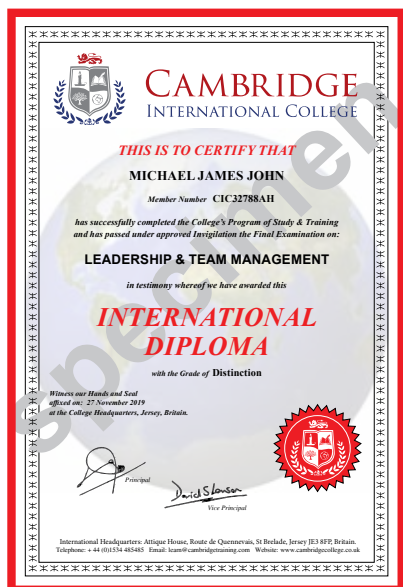 CAMBRIDGE
INTERNATIONAL COLLEGE
THIS IS TO CERTIFY THAT
MICHAEL JAMES JOHN
Member Number CIC32788AH
has successfully completed the College's Program of Study & Training
and has passed under approved Invigilation the Final Examination on:
LEADERSHIP & TEAM MANAGEMENT
in testimony whereof we have awarded this
INTERNATIONAL
DIPLOMA
with the Grade of Distinction
Witness our Hands and Seal
affixed on: 27 November 2019
at the College Headquarters, Jersey, Britain.
Principal
David S Lawson
Vice Principal
International Headquarters: Attique House, Route de Quennevais, St Brelade, Jersey JE3 8FP, Britain.
Telephone: + 44 (0)1534 485485 Email: learn@cambridgetraining.com Website: www.cambridgecollege.co.uk
specimen